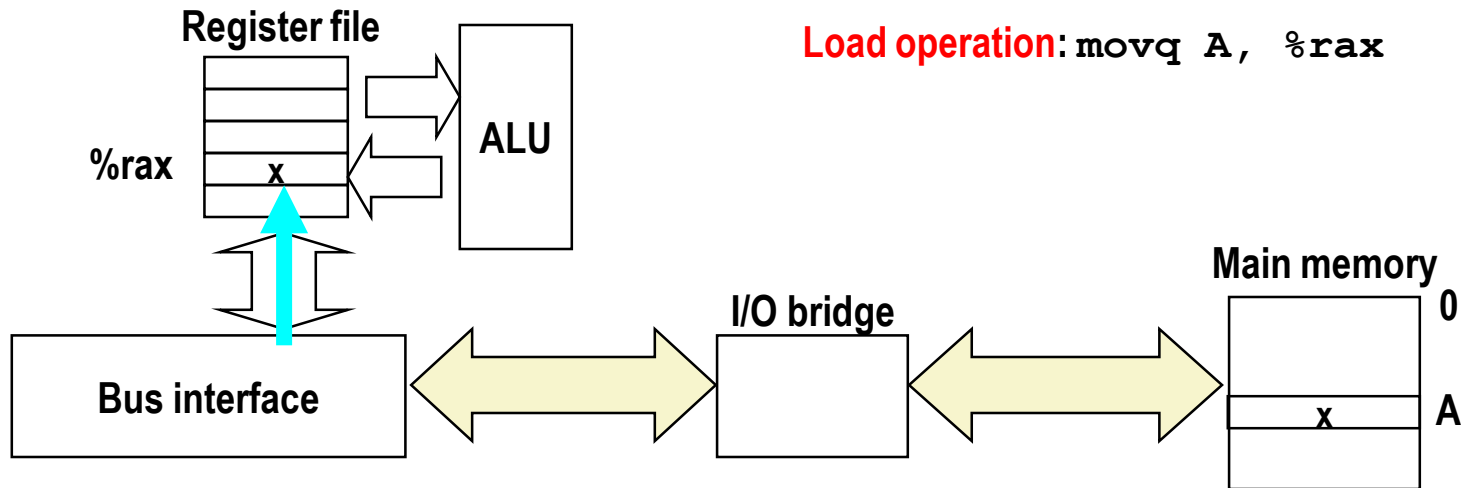 Register file
Load operation: movq A, %rax
ALU
%rax
x
Main memory
0
I/O bridge
Bus interface
x
A